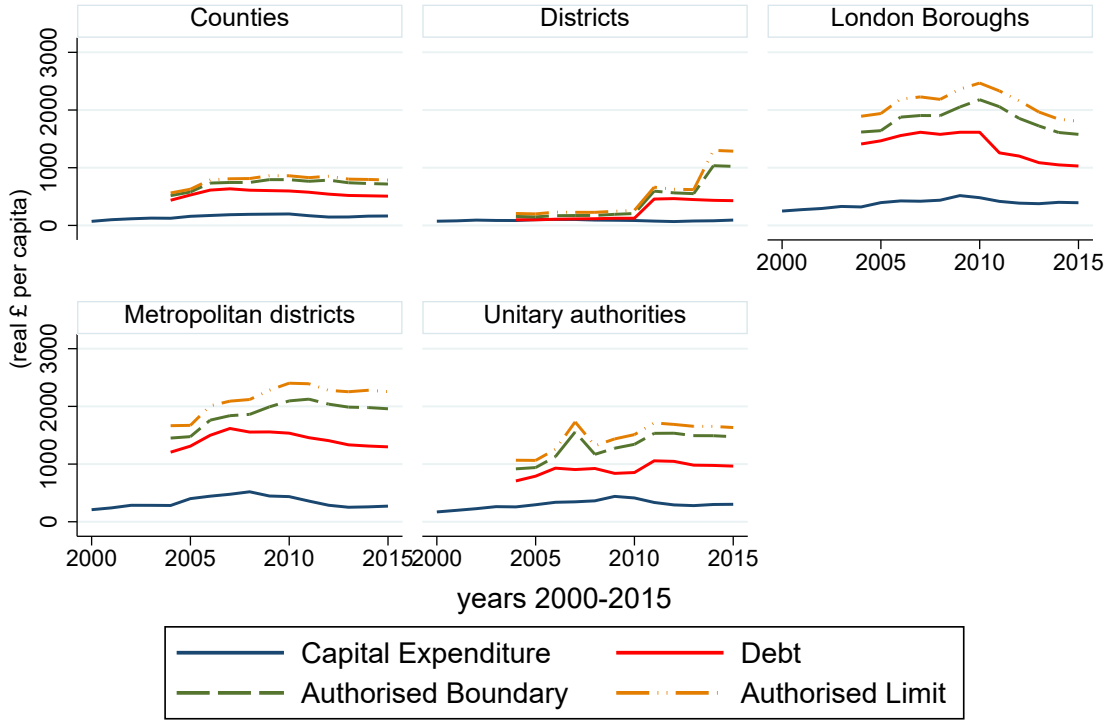 Counties
Districts
London Boroughs
(real £ per capita)
3000
2000
1000
0
2000 2005 2010 2015
Metropolitan districts
Unitary authorities
3000
2000
1000
0
2000 2005 2010 2015
2000 2005 2010 2015
years 2000-2015
Capital Expenditure
Debt
Authorised Boundary
Authorised Limit